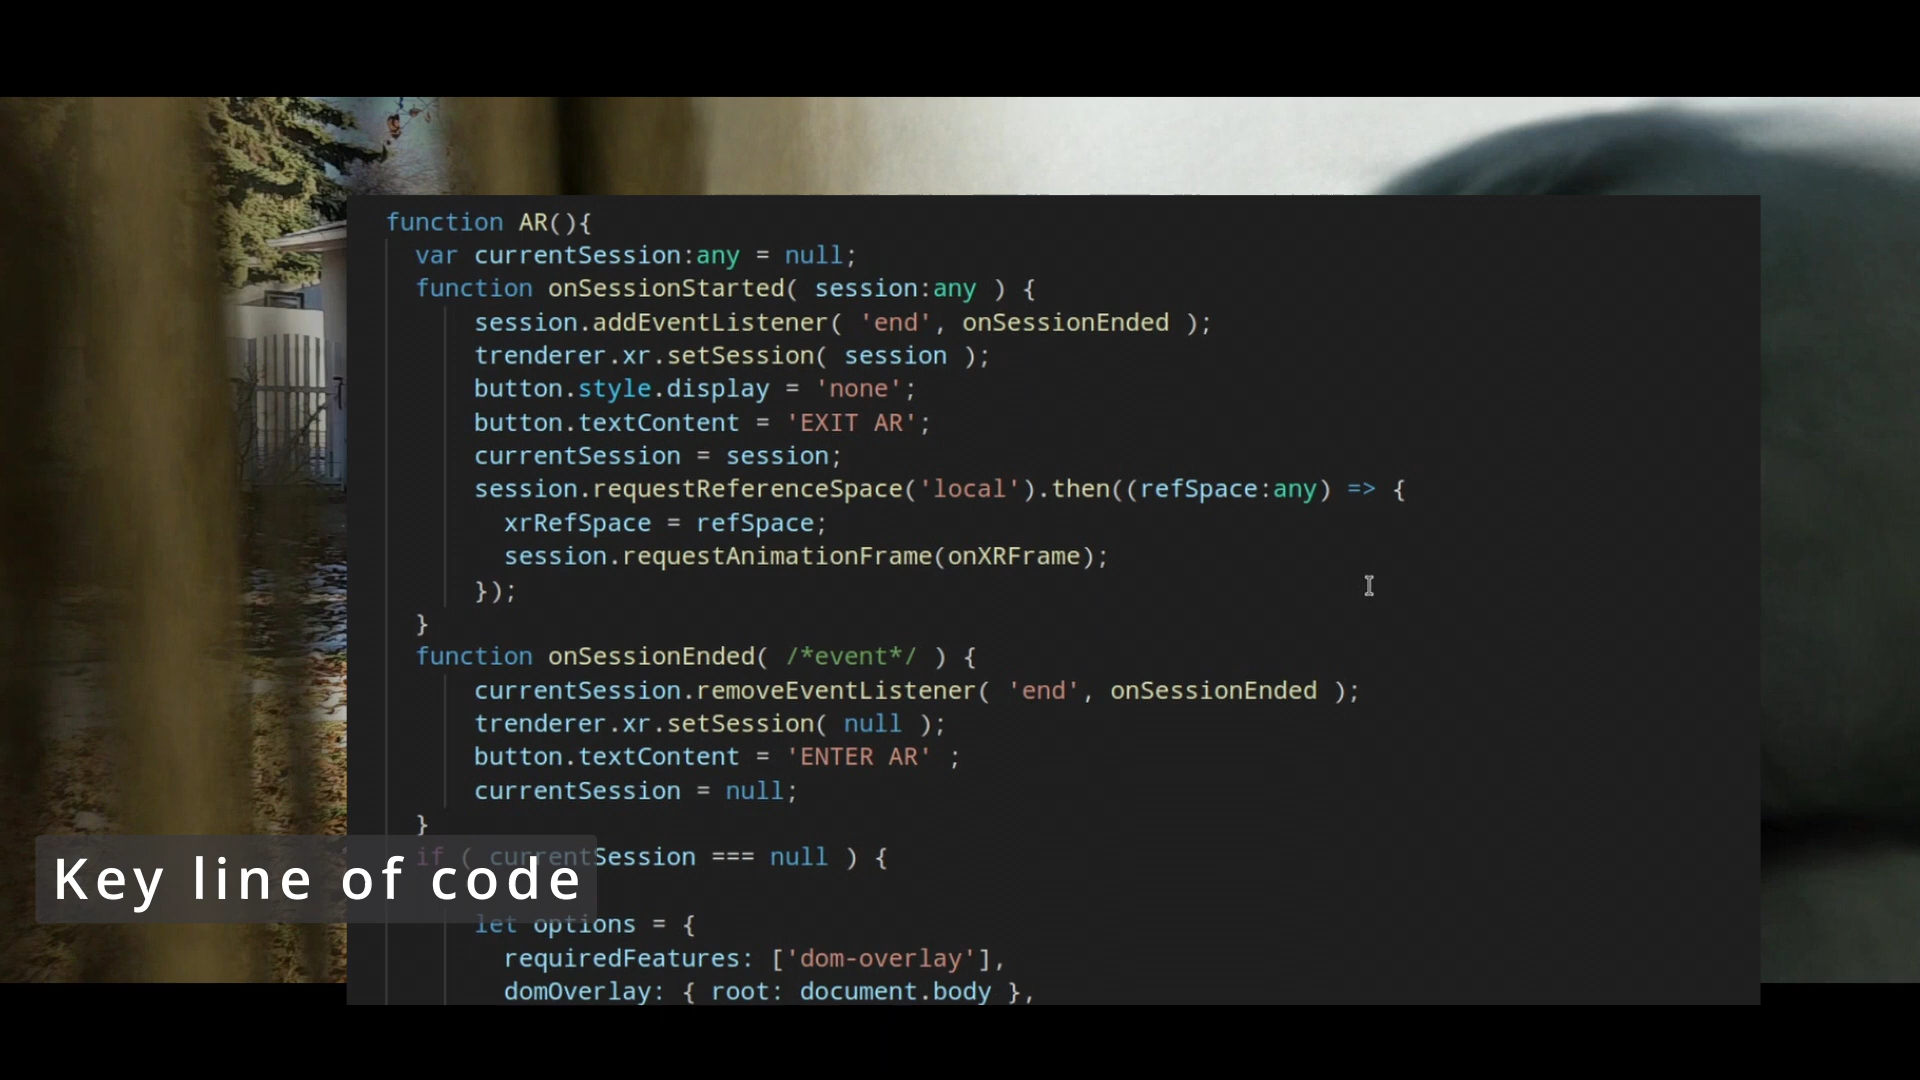 function AR(){
var currentSession:any = null;
function onSessionStarted( session:any ) {
session.addEventListener( 'end', onSessionEnded );
trenderer.xr.setSession( session );
button.style.display = 'none';
button.textContent = 'EXIT AR';
currentSession = session;
session.requestReferenceSpace('local').then((refSpace:any) => {
xrRefSpace = refSpace;
session.requestAnimationFrame(onXRFrame);
});
}
function onSessionEnded( /*event*/ ) {
currentSession.removeEventListener( 'end', onSessionEnded );
trenderer.xr.setSession( null );
button.textContent = 'ENTER AR' ;
currentSession = null;
}
if ( currentSession === null ) {
Key line of code
let options = {
requiredFeatures: ['dom-overlay'],
domOverlay: { root: document.body },